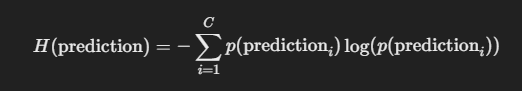 H(prediction) = − ∑_{i=1}^{C} p(prediction_i) log(p(prediction_i))